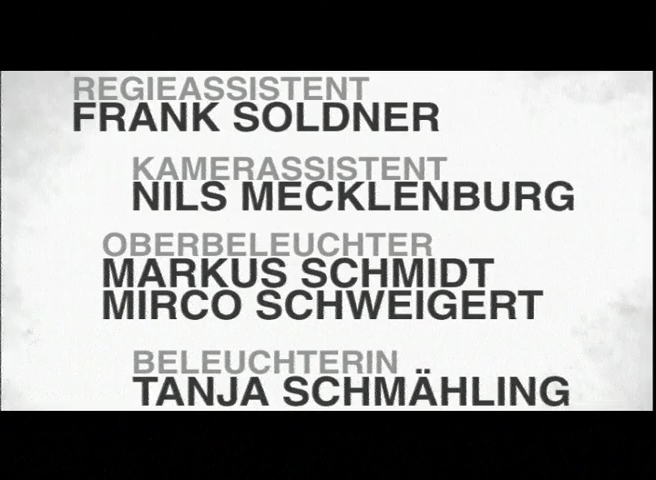 REGIEASSISTENT
FRANK SOLDNER
KAMERASSISTENT
NILS MECKLENBURG
OBERBELEUCHTER
MARKUS SCHMIDT
MIRCO SCHWEIGERT
BELEUCHTERIN
TANJA SCHMÄHLING